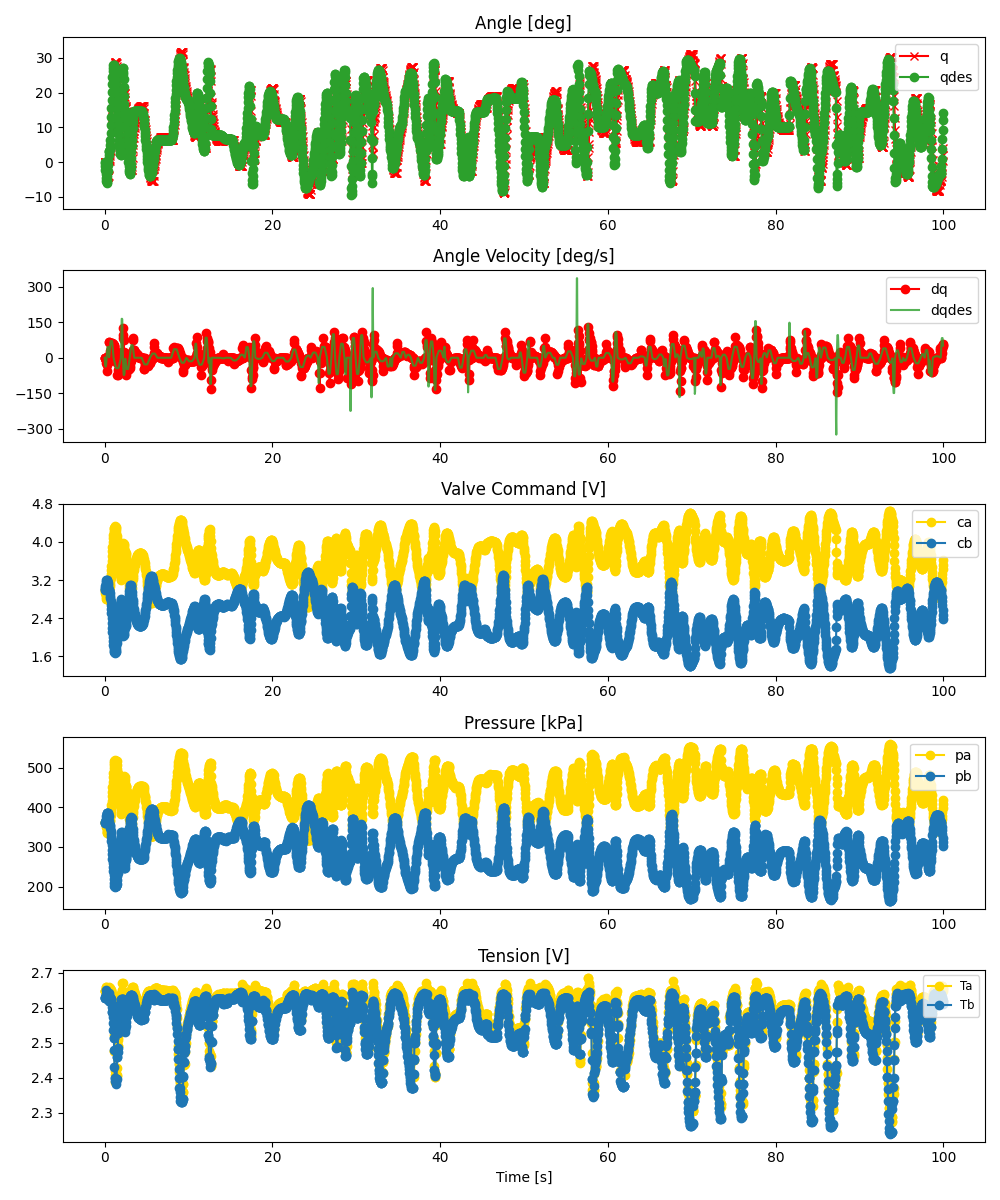 Angle [deg]
30
20
10
0
−10
q
qdes
0 20 40 60 80 100
Angle Velocity [deg/s]
300
150
0
−150
−300
dq
dqdes
0 20 40 60 80 100
Valve Command [V]
4.8
4.0
3.2
2.4
1.6
ca
cb
0 20 40 60 80 100
Pressure [kPa]
500
400
300
200
pa
pb
0 20 40 60 80 100
Tension [V]
2.7
2.6
2.5
2.4
2.3
Ta
Tb
0 20 40 60 80 100
Time [s]